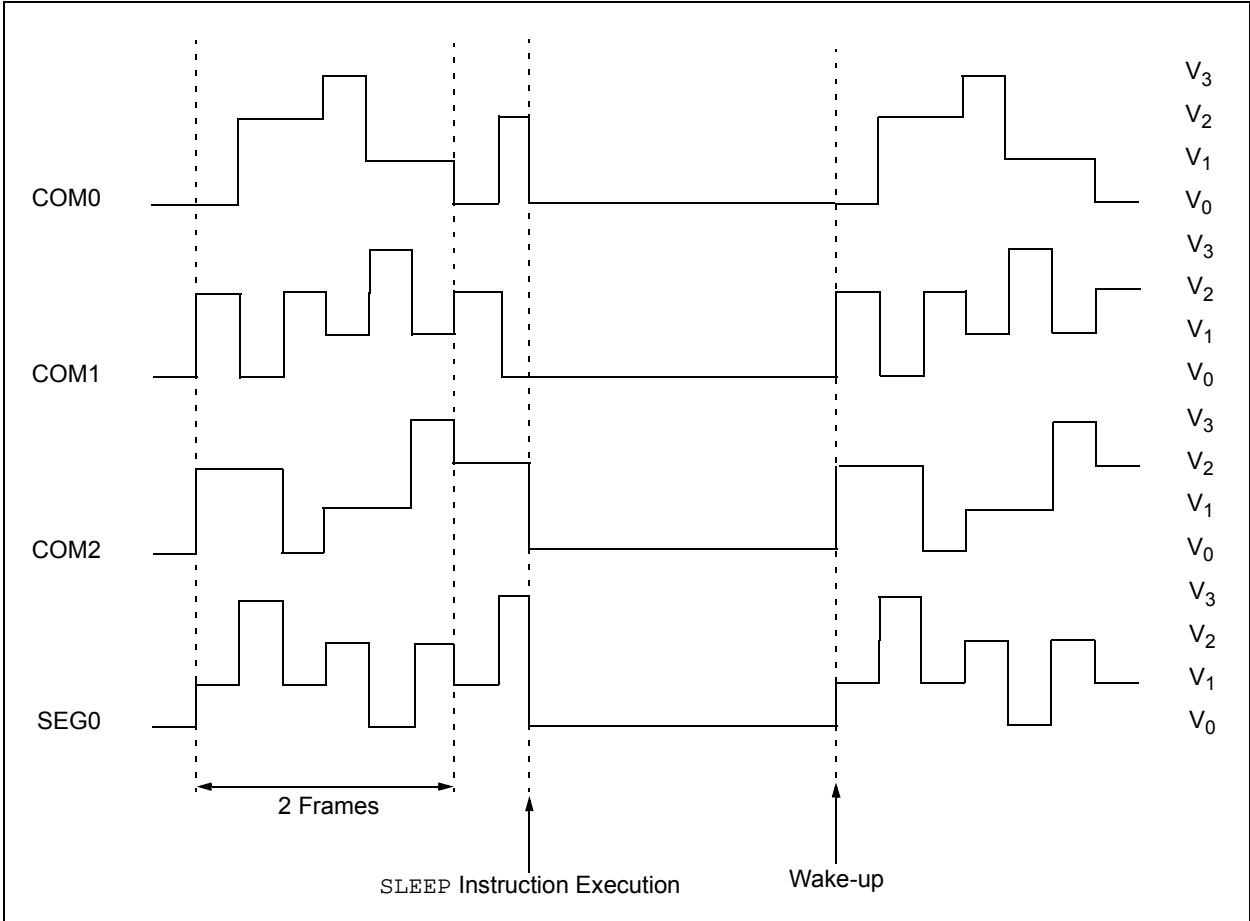 V3
V2
V1
COM0 V0
V3
V2
V1
COM1 V0
V3
V2
V1
COM2 V0
V3
V2
V1
SEG0 V0
2 Frames
SLEEP Instruction Execution
Wake-up